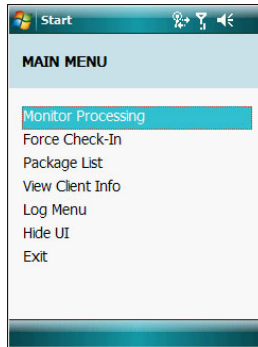 Start
MAIN MENU
Monitor Processing
Force Check-In
Package List
View Client Info
Log Menu
Hide UI
Exit